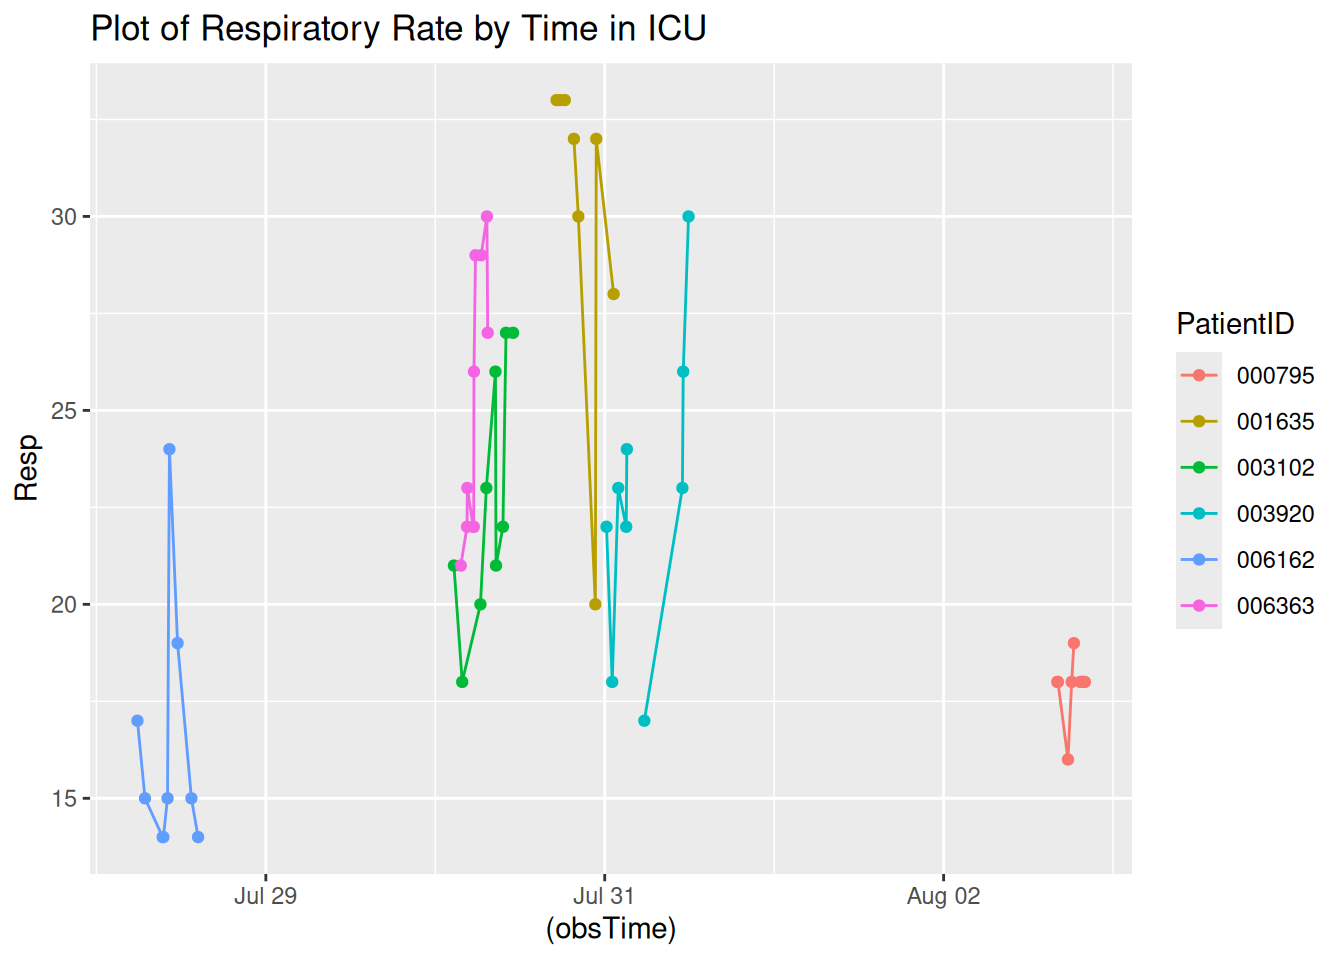 Plot of Respiratory Rate by Time in ICU
Resp
30
25
20
15
Jul 29
Jul 31
Aug 02
(obsTime)
PatientID
000795
001635
003102
003920
006162
006363